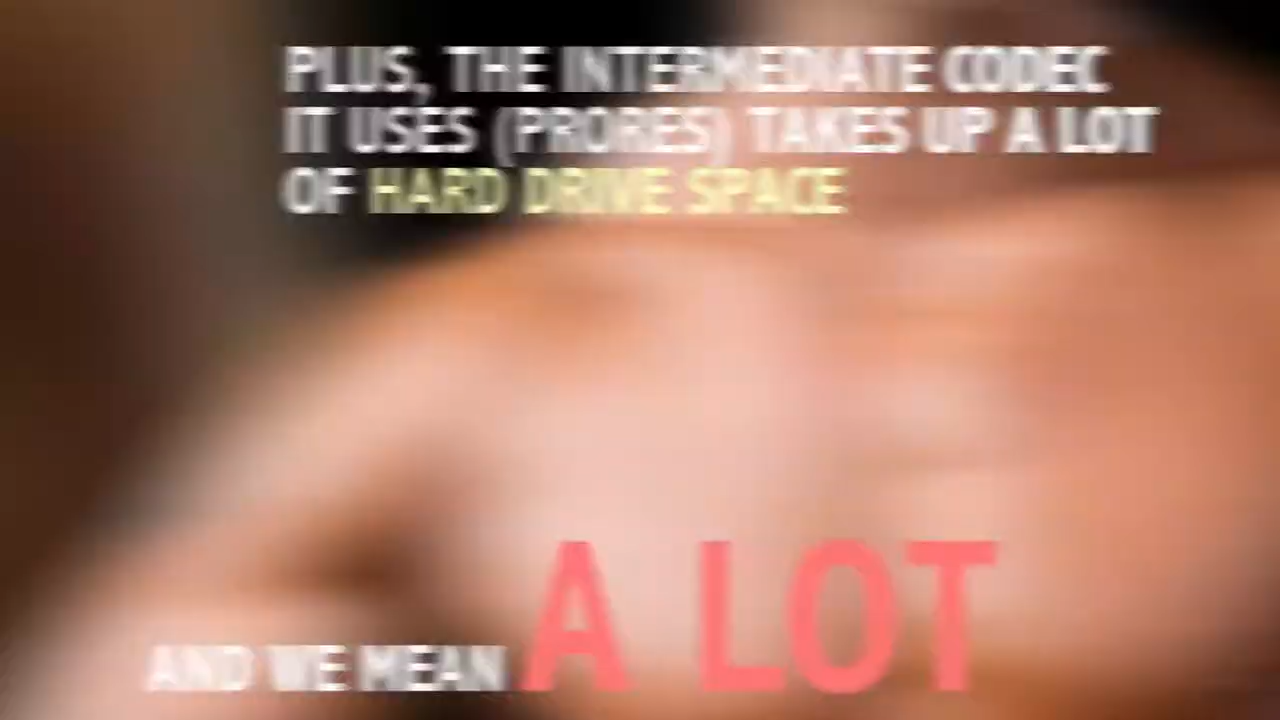 PLUS, THE INTERMEDIATE CODEC
IT USES (PRORES) TAKES UP A LOT
OF HARD DRIVE SPACE
AND WE MEAN A LOT